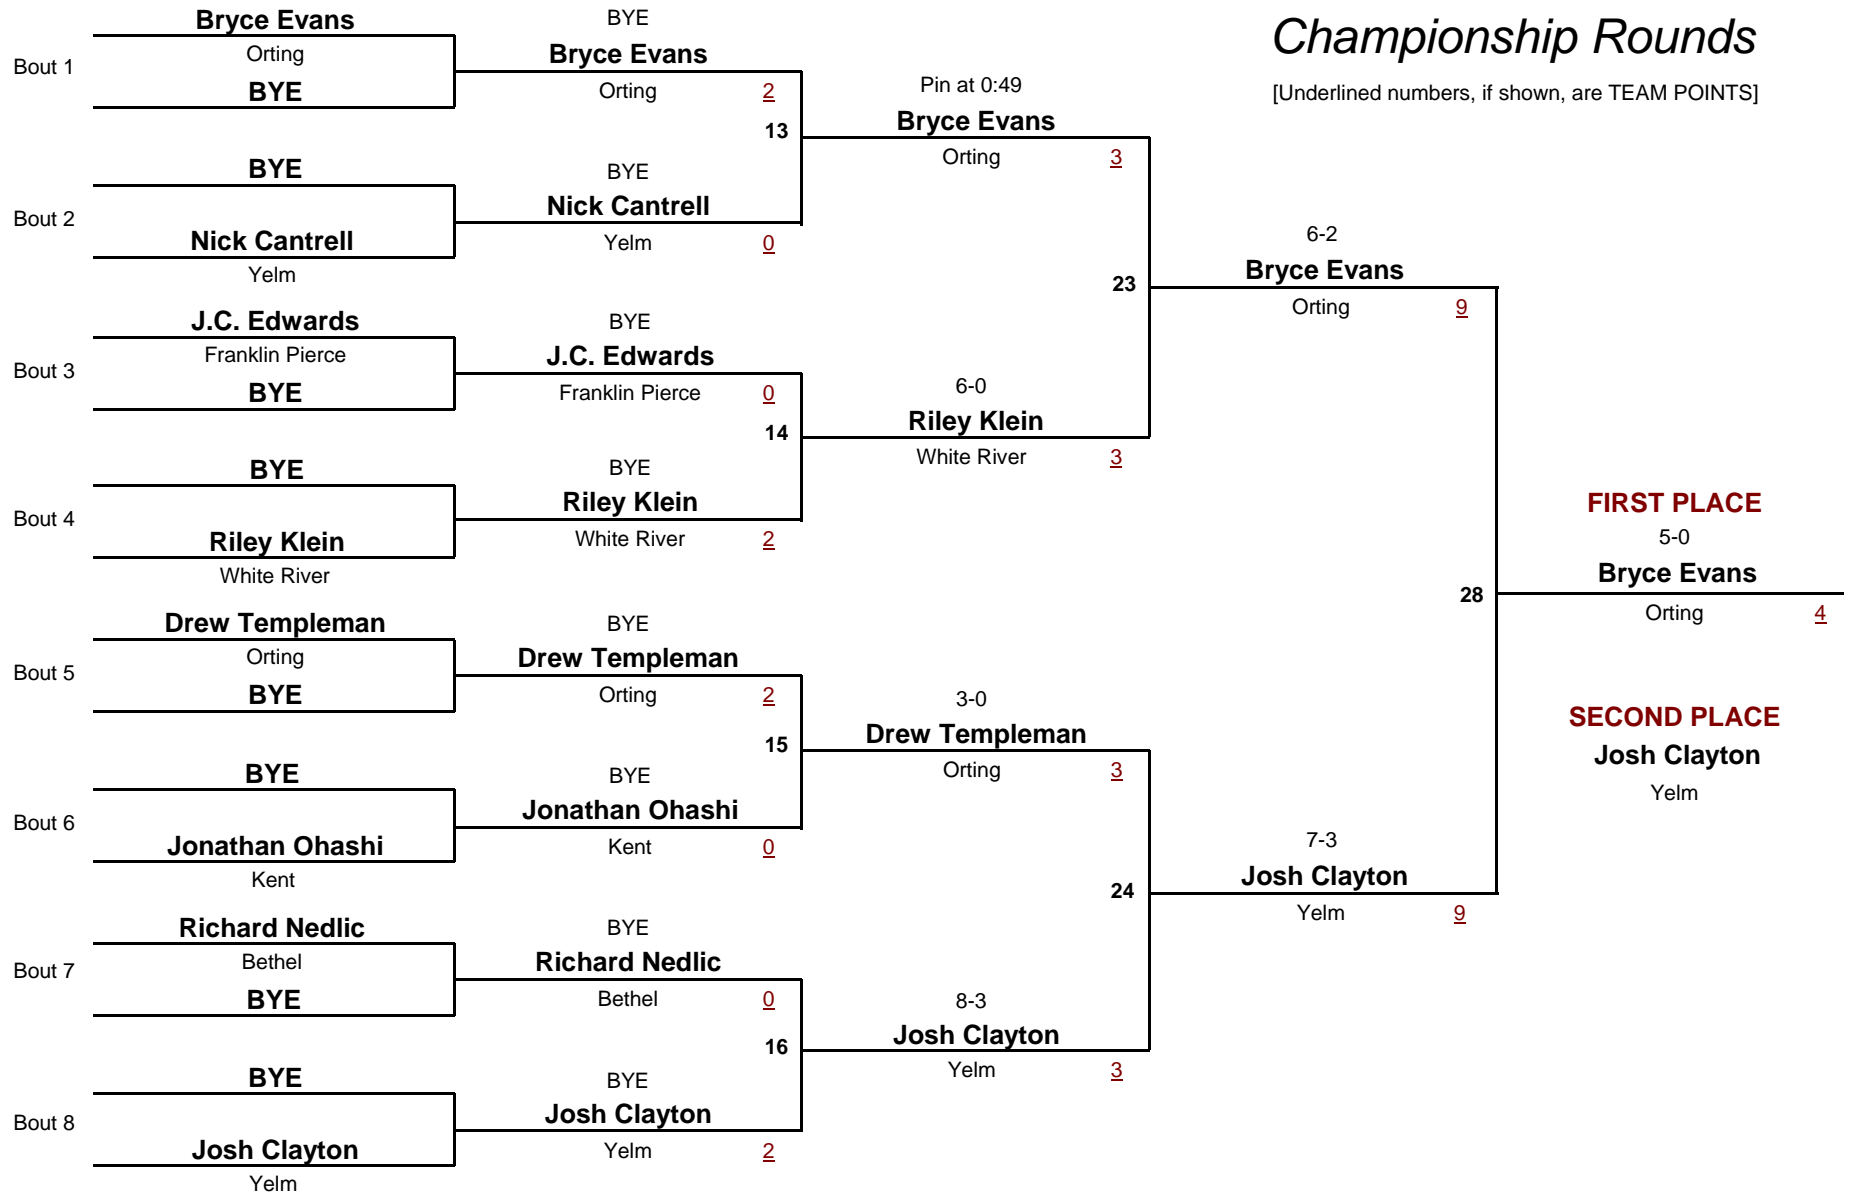 Championship Rounds
[Underlined numbers, if shown, are TEAM POINTS]
Bout 1
Bryce Evans
Orting
BYE
Bout 2
BYE
Nick Cantrell
Yelm
Bout 3
J.C. Edwards
Franklin Pierce
BYE
Bout 4
BYE
Riley Klein
White River
Bout 5
Drew Templeman
Orting
BYE
Bout 6
BYE
Jonathan Ohashi
Kent
Bout 7
Richard Nedlic
Bethel
BYE
Bout 8
BYE
Josh Clayton
Yelm
BYE
Bryce Evans
Orting 2
13
BYE
Nick Cantrell
Yelm 0
BYE
J.C. Edwards
Franklin Pierce 0
14
BYE
Riley Klein
White River 2
BYE
Drew Templeman
Orting 2
15
BYE
Jonathan Ohashi
Kent 0
BYE
Richard Nedlic
Bethel 0
16
BYE
Josh Clayton
Yelm 2
Pin at 0:49
Bryce Evans
Orting 3
23
6-0
Riley Klein
White River 3
3-0
Drew Templeman
Orting 3
24
8-3
Josh Clayton
Yelm 3
6-2
Bryce Evans
Orting 9
28
7-3
Josh Clayton
Yelm 9
FIRST PLACE
5-0
Bryce Evans
Orting 4
SECOND PLACE
Josh Clayton
Yelm